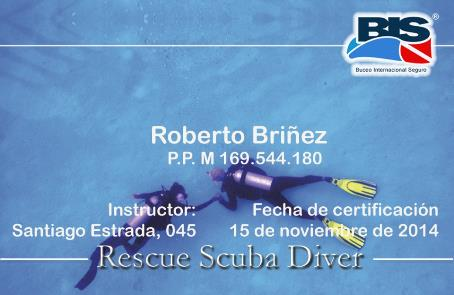 BIS®
Buceo Internacional Seguro
Roberto Briñez
P.P. M 169.544.180
Instructor:
Santiago Estrada, 045
Fecha de certificación
15 de noviembre de 2014
Rescue Scuba Diver